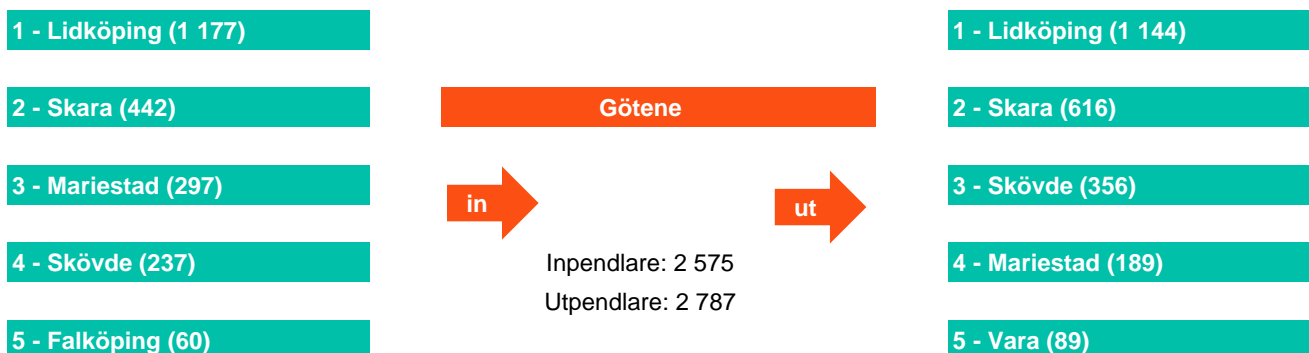 1 - Lidköping (1 177)
2 - Skara (442)
3 - Mariestad (297)
4 - Skövde (237)
5 - Falköping (60)
Götene
in
ut
Inpendlare: 2 575
Utpendlare: 2 787
1 - Lidköping (1 144)
2 - Skara (616)
3 - Skövde (356)
4 - Mariestad (189)
5 - Vara (89)